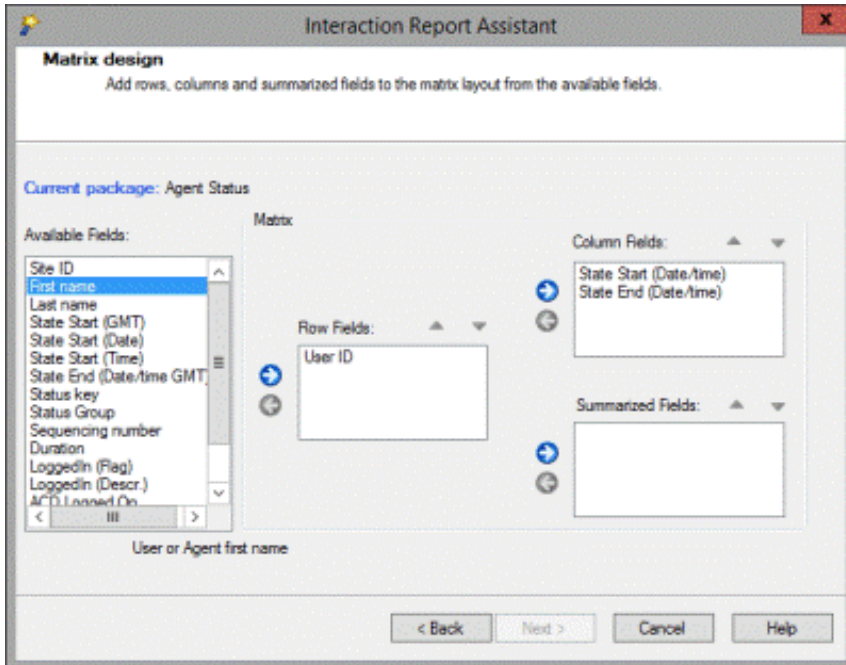 Interaction Report Assistant
x
Matrix design
Add rows, columns and summarized fields to the matrix layout from the available fields.
Current package: Agent Status
Available Fields:
Site ID
First name
Last name
State Start (GMT)
State Start (Date)
State Start (Time)
State End (Date/time GMT)
Status key
Status Group
Sequencing number
Duration
LoggedIn (Flag)
LoggedIn (Descr.)
ACD Logged On
User or Agent first name
Matrix
Row Fields:
User ID
Column Fields:
State Start (Date/time)
State End (Date/time)
Summarized Fields:
< Back
Next >
Cancel
Help